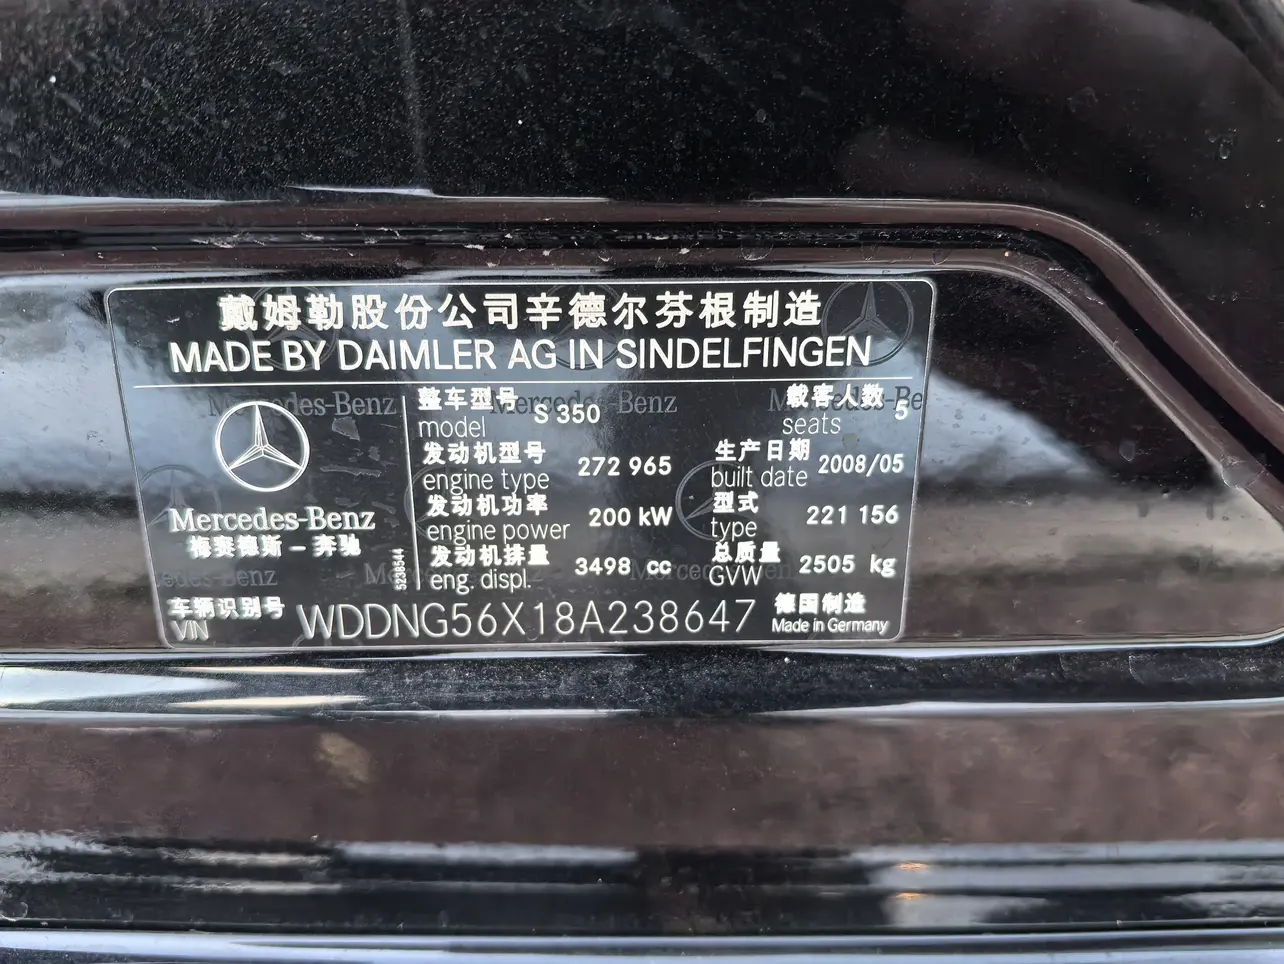 戴姆勒股份公司辛德尔芬根制造
MADE BY DAIMLER AG IN SINDELFINGEN
Mercedes-Benz
梅赛德斯－奔驰
5238544
整车型号
model S 350
载客人数
seats 5
发动机型号
engine type 272 965
生产日期
built date 2008/05
发动机功率
engine power 200 kW
型式
type 221 156
发动机排量
eng. displ. 3498 cc
总质量
GVW 2505 kg
车辆识别号
VIN WDDNG56X18A238647
德国制造
Made in Germany